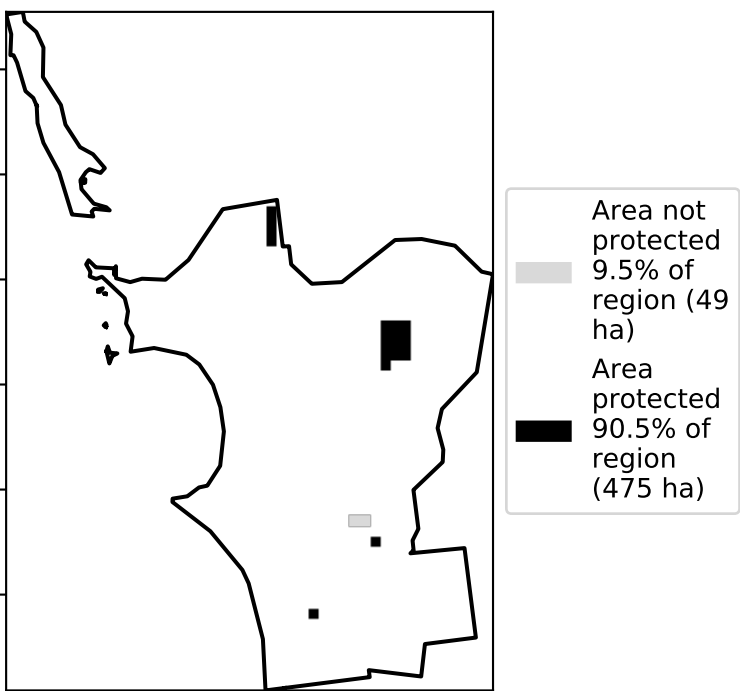 Area not
protected
9.5% of
region (49
ha)
Area
protected
90.5% of
region
(475 ha)